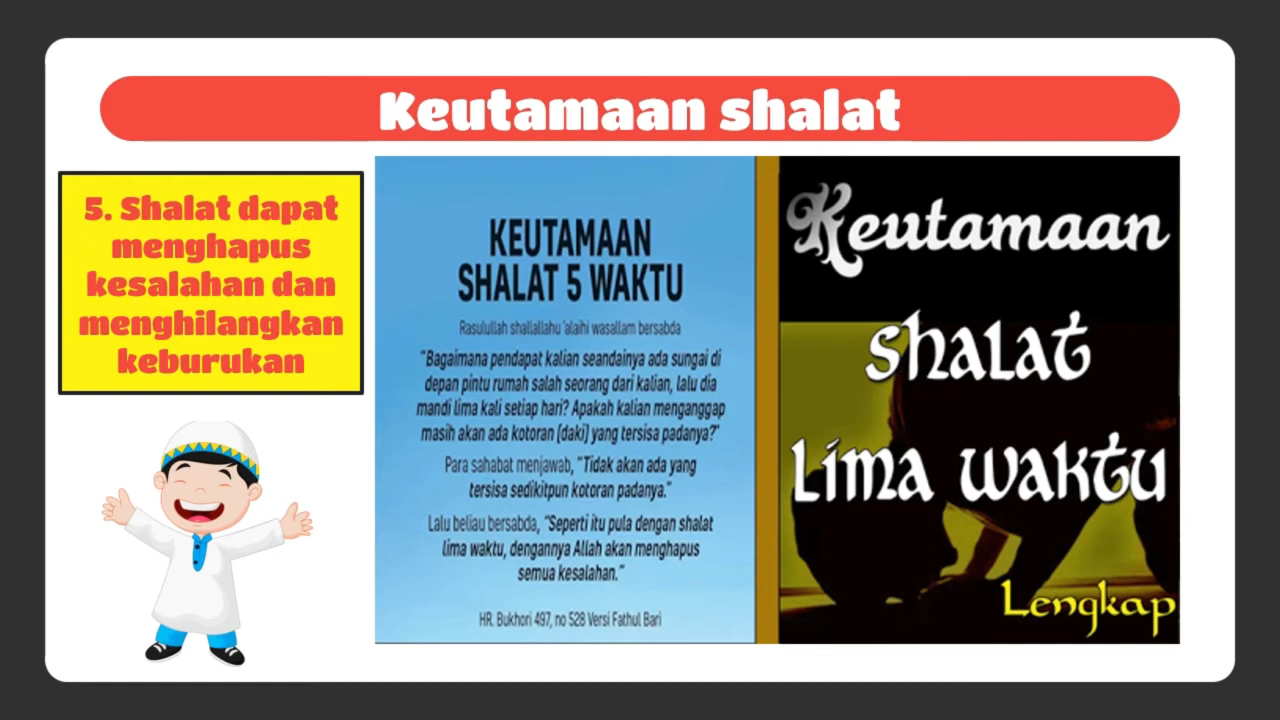 Keutamaan shalat
5. Shalat dapat
menghapus
kesalahan dan
menghilangkan
keburukan
KEUTAMAAN
SHALAT 5 WAKTU
Rasulullah shallallahu 'alaihi wasallam bersabda
"Bagaimana pendapat kalian seandainya ada sungai di
depan pintu rumah salah seorang dari kalian, lalu dia
mandi lima kali setiap hari? Apakah kalian menganggap
masih akan ada kotoran (daki) yang tersisa padanya?"
Para sahabat menjawab, "Tidak akan ada yang
tersisa sedikitpun kotoran padanya."
Lalu beliau bersabda, "Seperti itu pula dengan shalat
lima waktu, dengannya Allah akan menghapus
semua kesalahan."
HR. Bukhori 497, no 528 Versi Fathul Bari
Keutamaan
shalat
Lima waktu
Lengkap